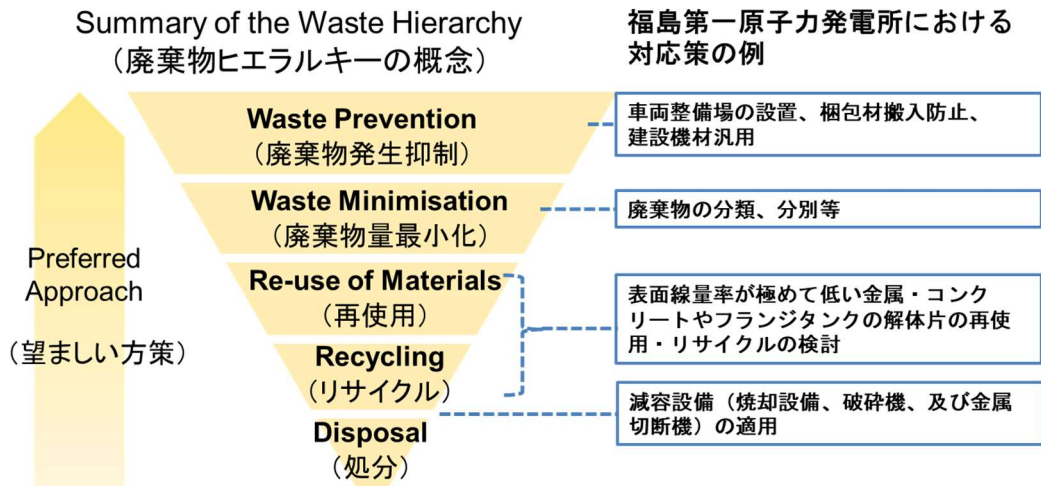 Summary of the Waste Hierarchy
（廃棄物ヒエラルキーの概念）
福島第一原子力発電所における
対応策の例
Preferred
Approach
（望ましい方策）
Waste Prevention
（廃棄物発生抑制）
車両整備場の設置、梱包材搬入防止、
建設機材汎用
Waste Minimisation
（廃棄物量最小化）
廃棄物の分類、分別等
Re-use of Materials
（再使用）
Recycling
（リサイクル）
表面線量率が極めて低い金属・コンク
リートやフランジタンクの解体片の再使
用・リサイクルの検討
Disposal
（処分）
減容設備（焼却設備、破砕機、及び金属
切断機）の適用